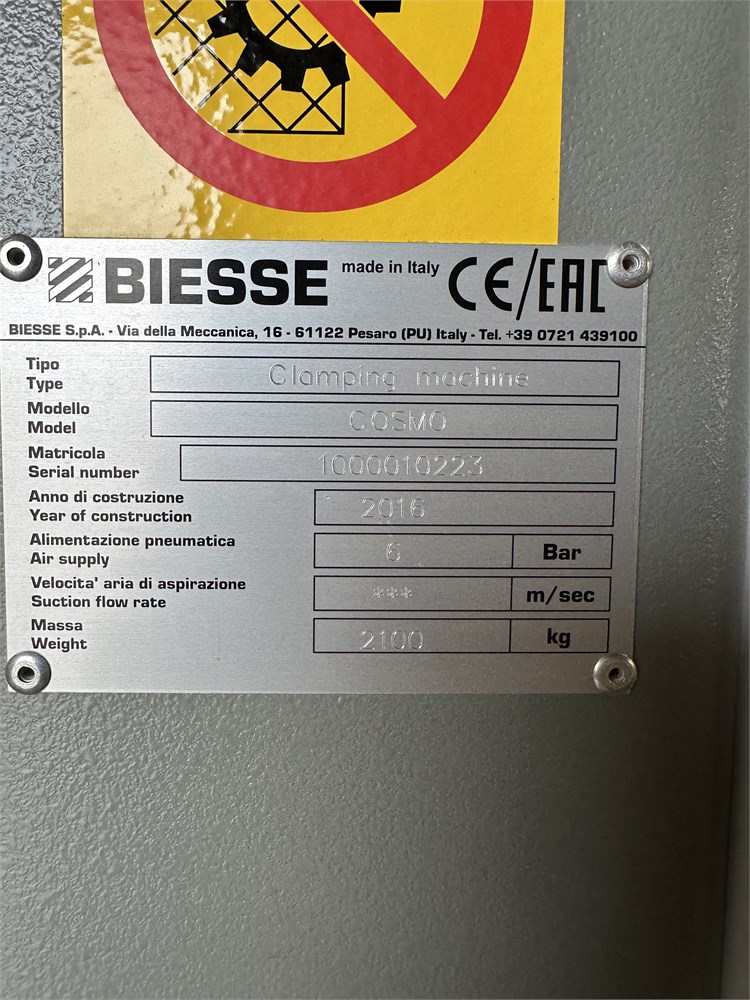 BIESSE made in Italy CE/EAC
BIESSE S.p.A. - Via della Meccanica, 16 - 61122 Pesaro (PU) Italy - Tel. +39 0721 439100
Tipo
Type Clamping machine
Modello
Model COSMO
Matricola
Serial number 1000010223
Anno di costruzione
Year of construction 2016
Alimentazione pneumatica
Air supply 6 Bar
Velocita' aria di aspirazione
Suction flow rate *** m/sec
Massa
Weight 2100 kg